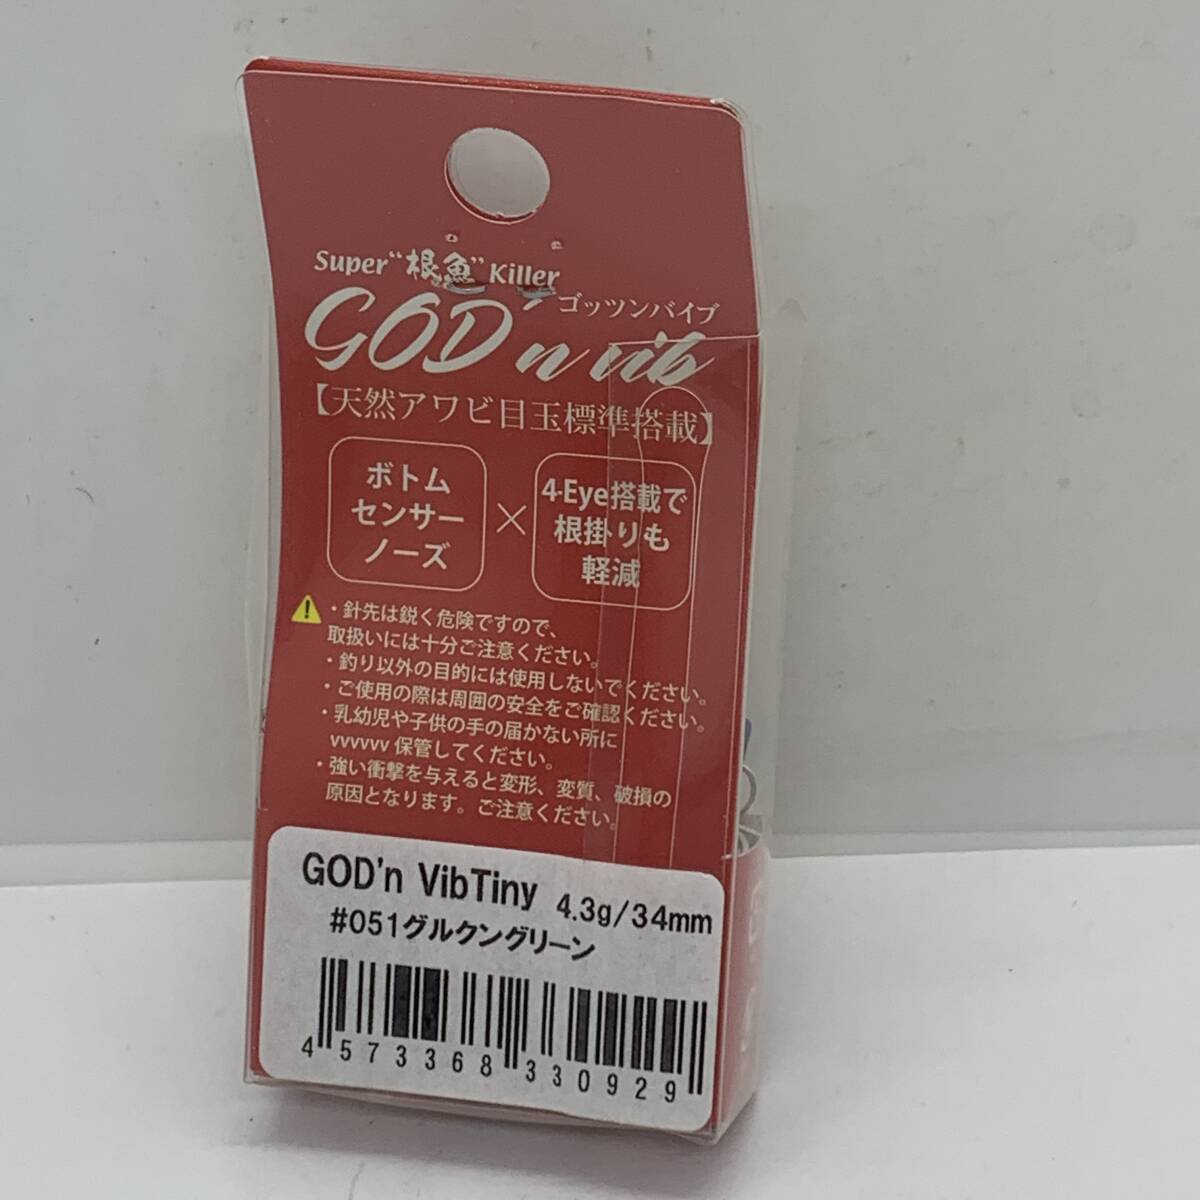 Super“根魚”Killer
ゴッツンバイブ
GOD'n vib
【天然アワビ目玉標準搭載】
ボトム
センサー
ノーズ
×
4-Eye搭載で
根掛りも
軽減
・針先は鋭く危険ですので、
取扱いには十分ご注意ください。
・釣り以外の目的には使用しないでください。
・ご使用の際は周囲の安全をご確認ください。
・乳幼児や子供の手の届かない所に
vvvvvv 保管してください。
・強い衝撃を与えると変形、変質、破損の
原因となります。ご注意ください。
GOD'n VibTiny 4.3g/34mm
#051グルクングリーン
4573368330929